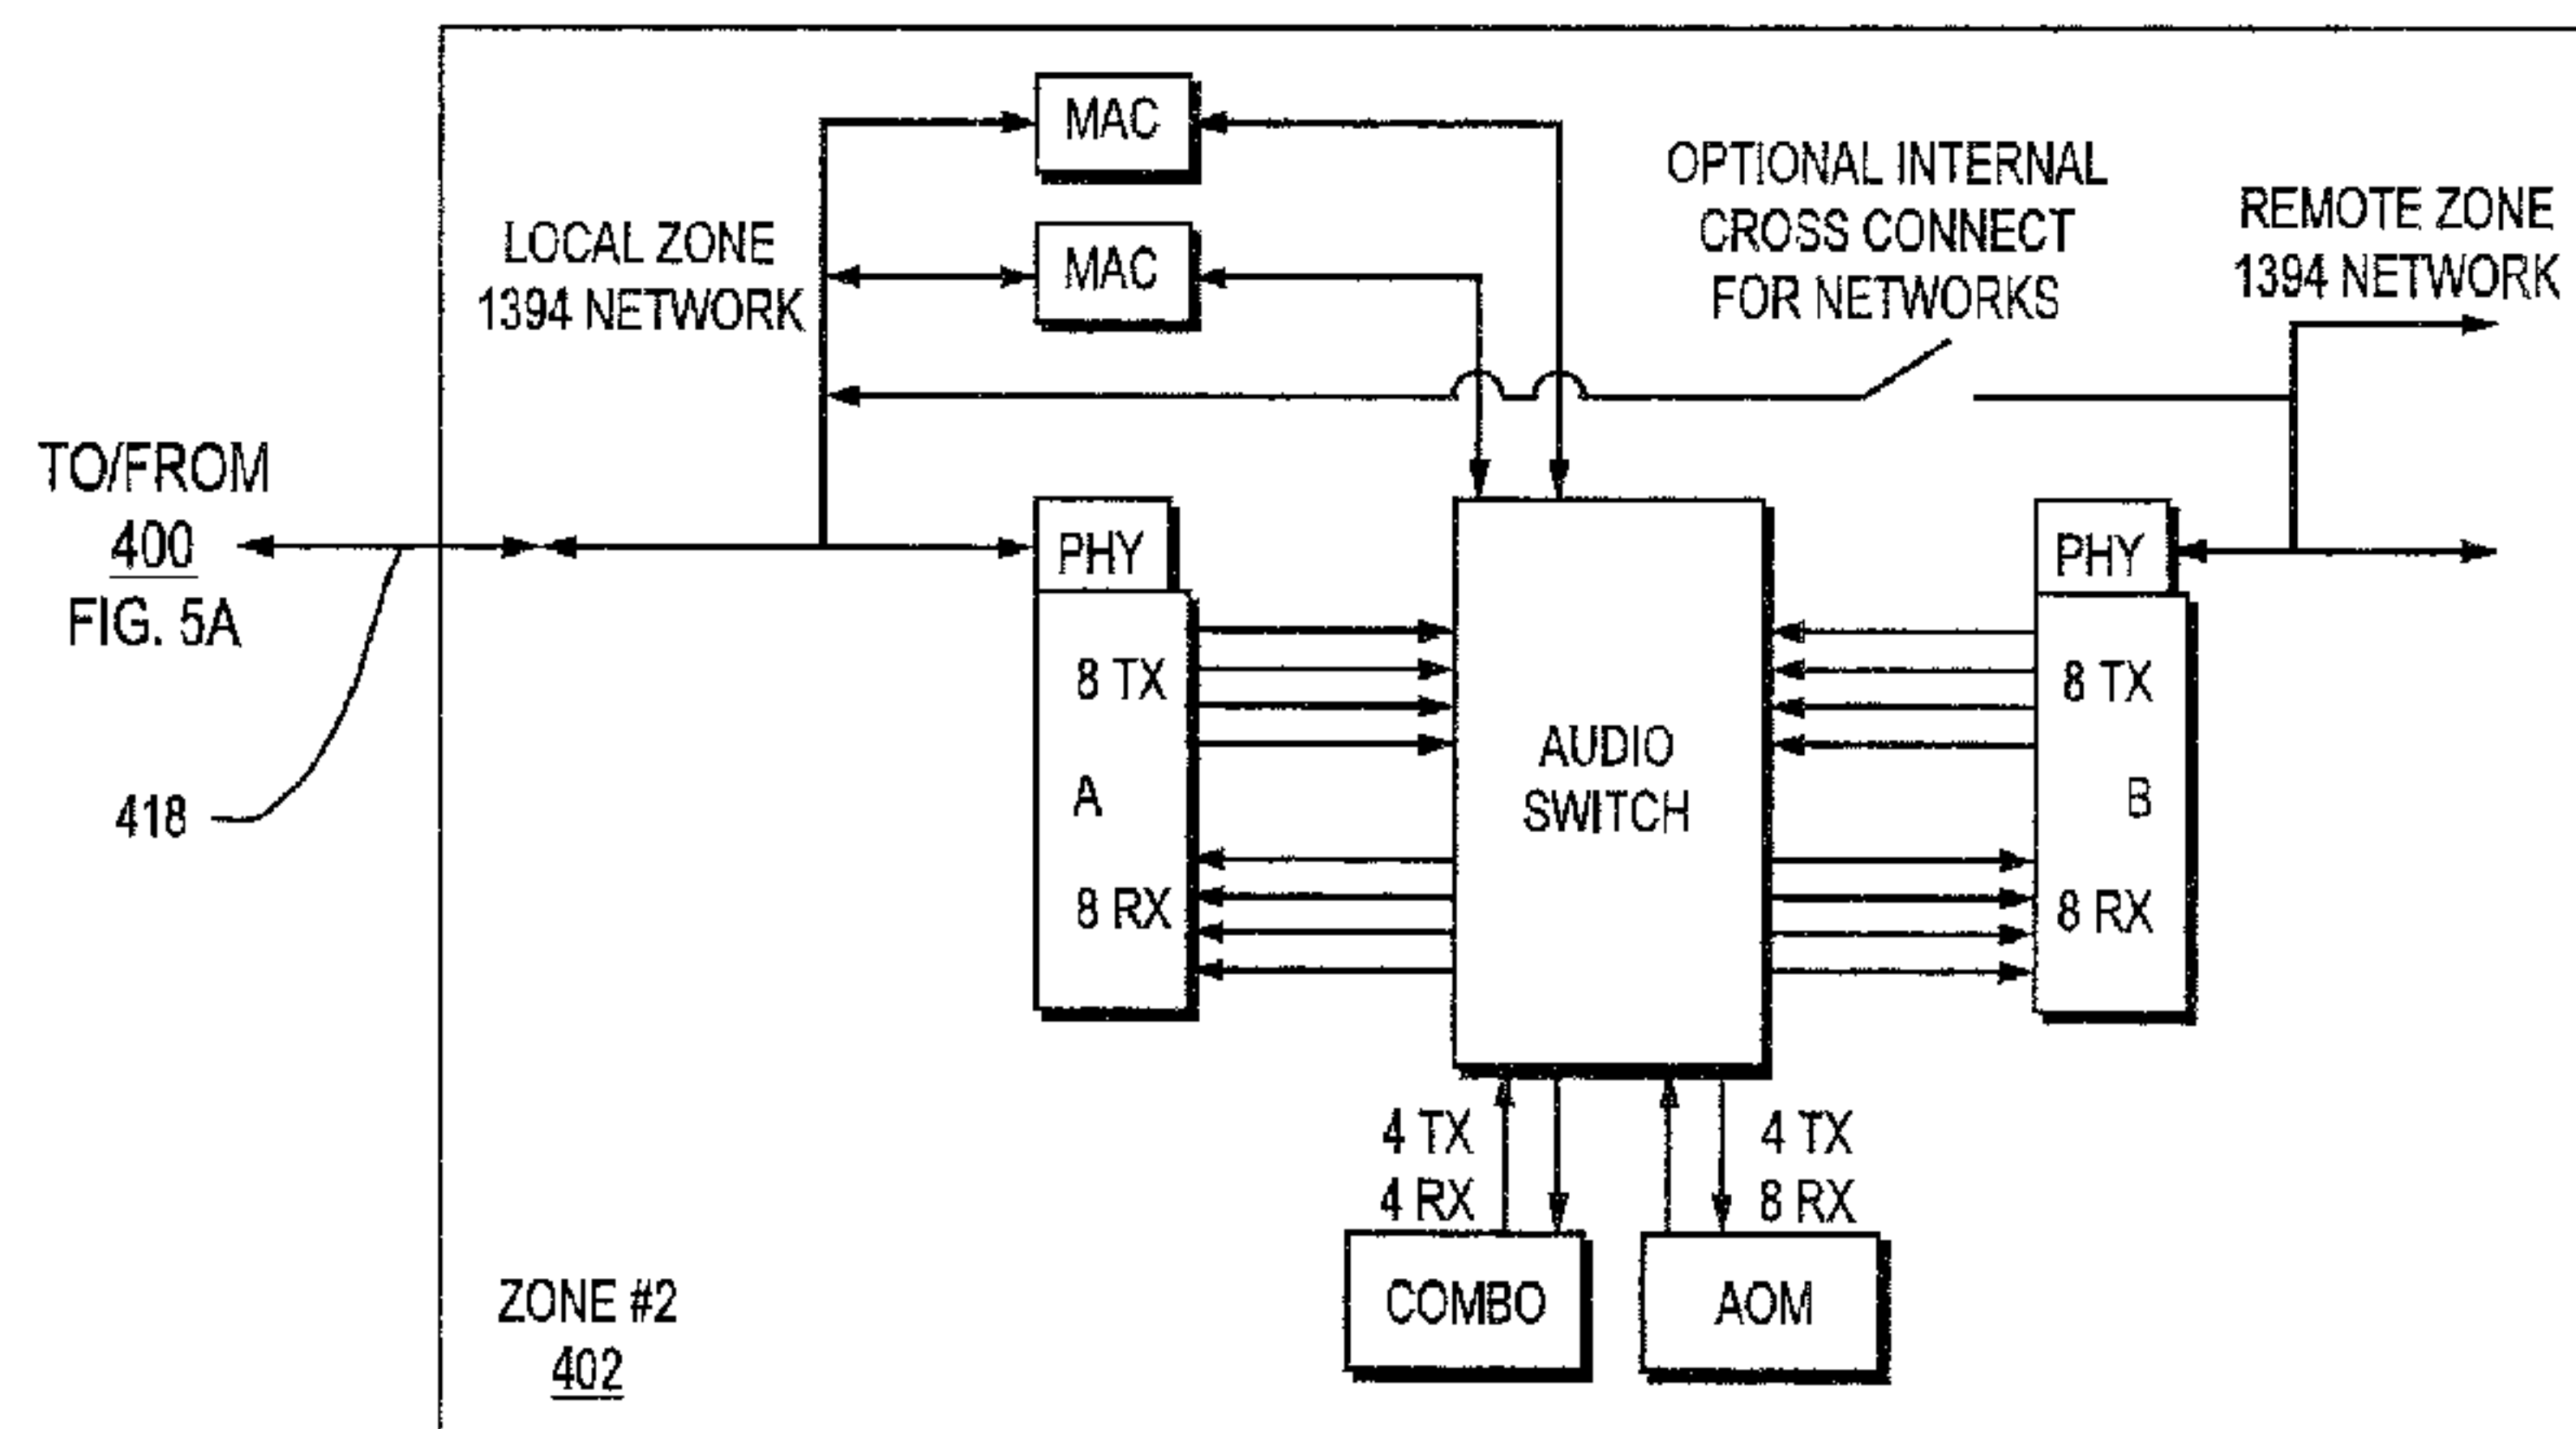 MAC
MAC
LOCAL ZONE
1394 NETWORK
OPTIONAL INTERNAL
CROSS CONNECT
FOR NETWORKS
REMOTE ZONE
1394 NETWORK
TO/FROM
400
FIG. 5A
418
PHY
8 TX
A
8 RX
AUDIO
SWITCH
PHY
8 TX
B
8 RX
4 TX
4 RX
4 TX
8 RX
COMBO
AOM
ZONE #2
402